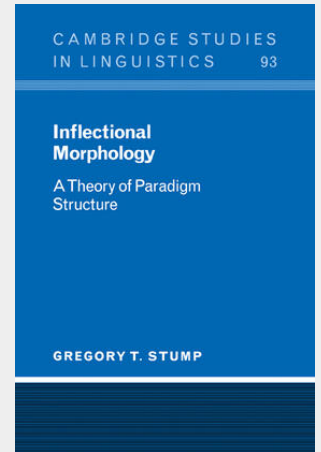 CAMBRIDGE STUDIES
IN LINGUISTICS 93
Inflectional
Morphology
A Theory of Paradigm
Structure
GREGORY T. STUMP